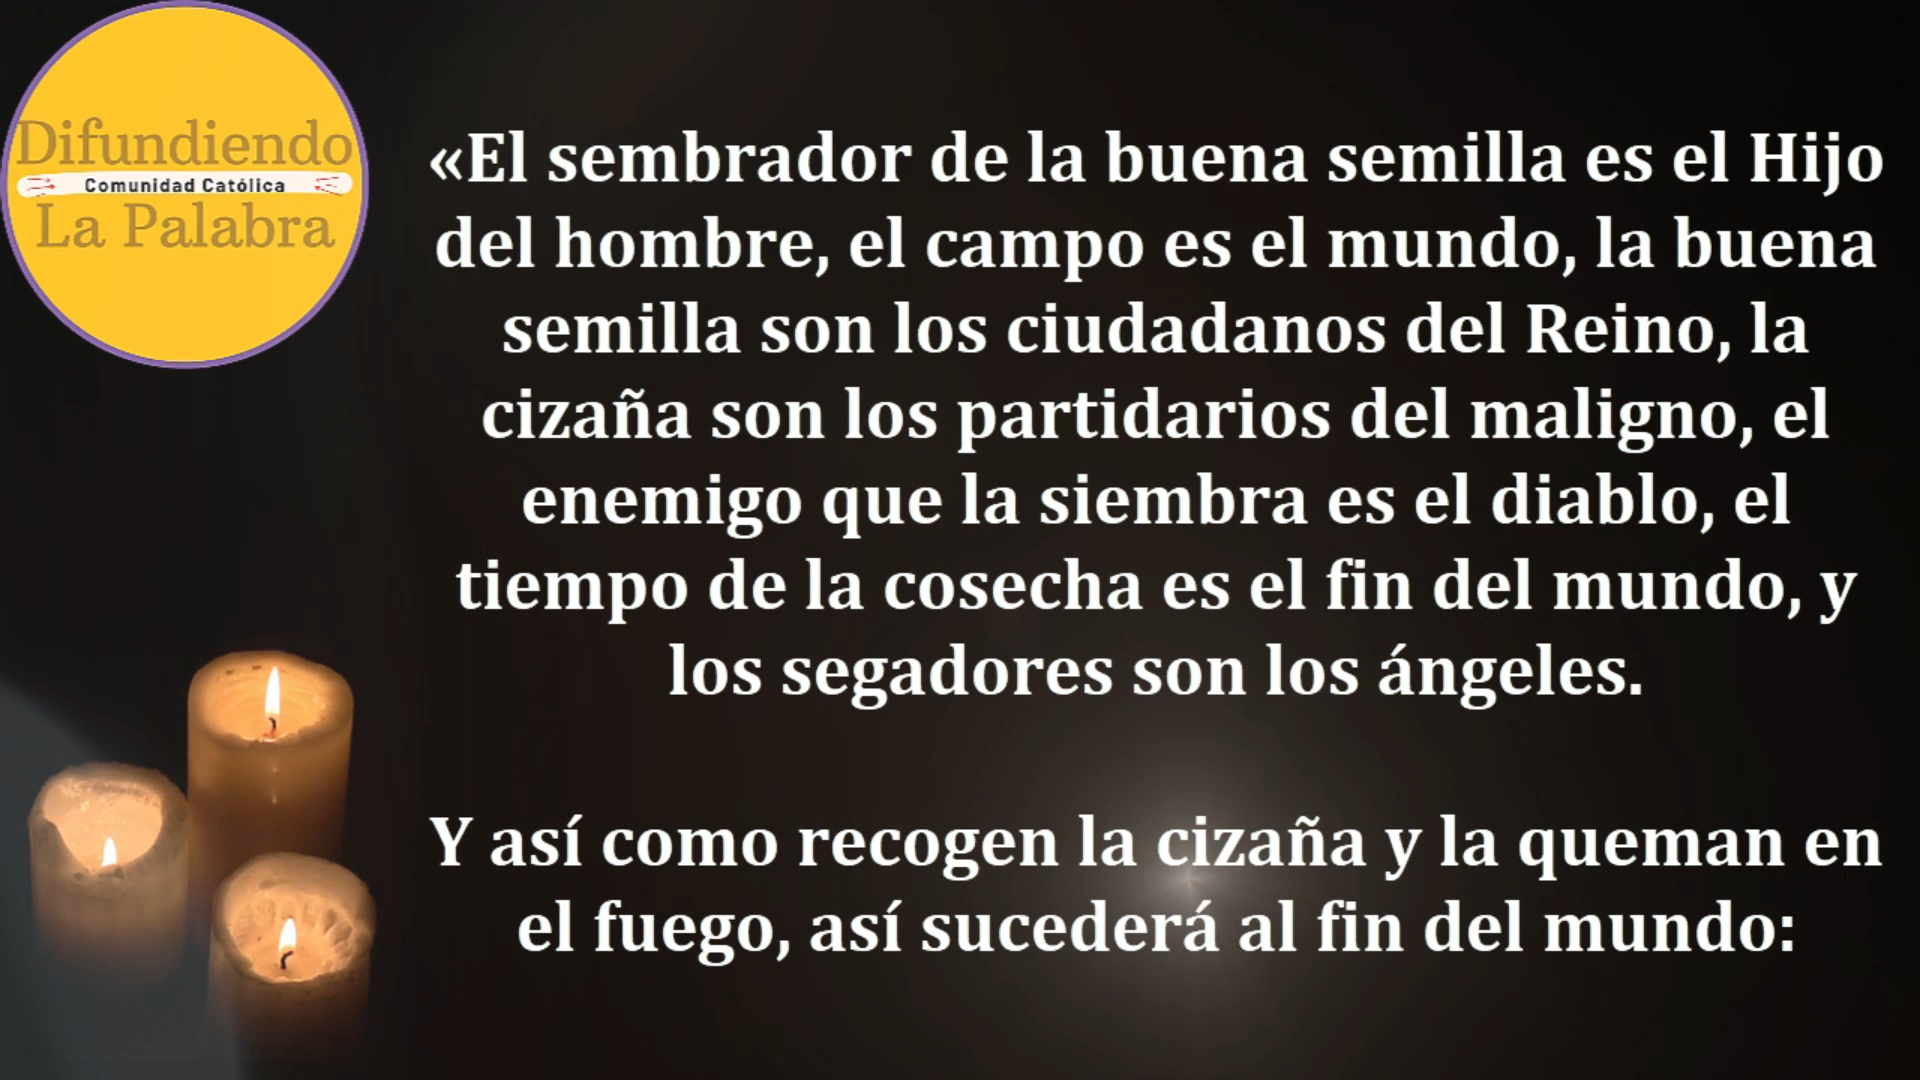 Difundiendo
Comunidad Católica
La Palabra
«El sembrador de la buena semilla es el Hijo
del hombre, el campo es el mundo, la buena
semilla son los ciudadanos del Reino, la
cizaña son los partidarios del maligno, el
enemigo que la siembra es el diablo, el
tiempo de la cosecha es el fin del mundo, y
los segadores son los ángeles.
Y así como recogen la cizaña y la queman en
el fuego, así sucederá al fin del mundo: